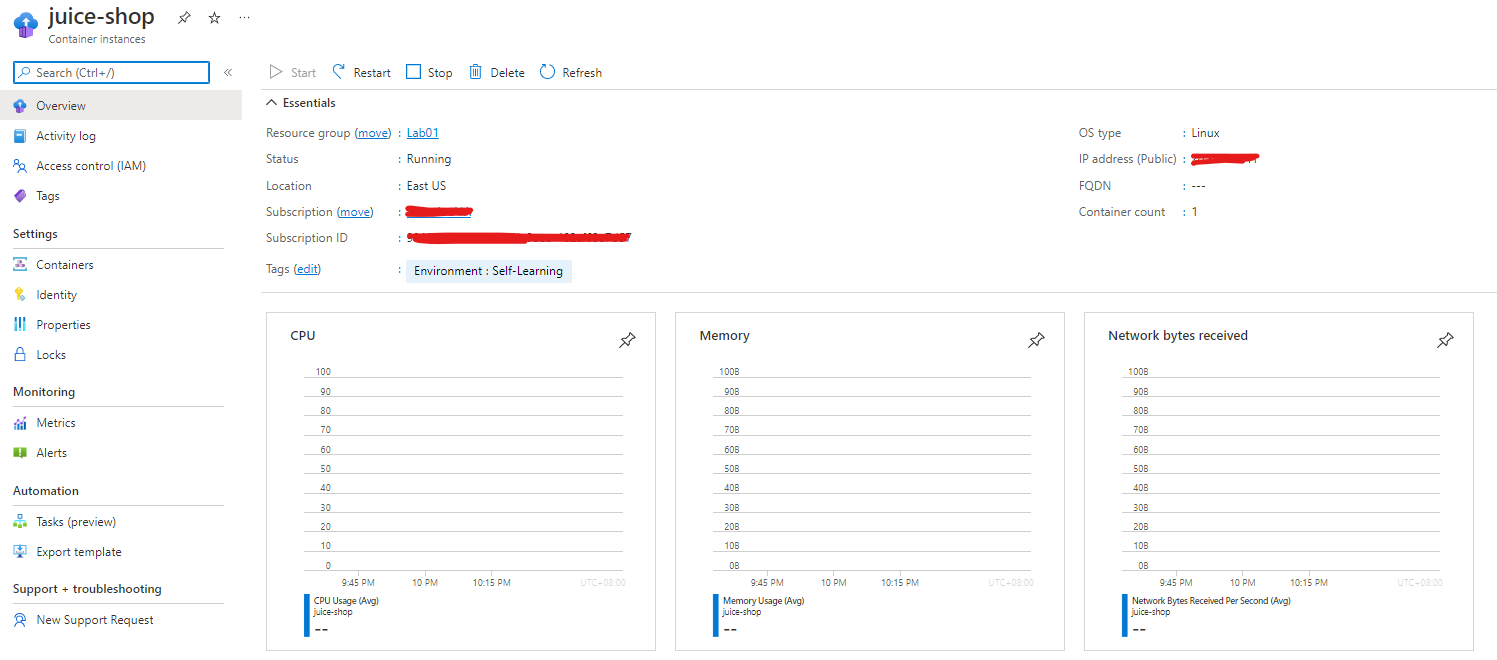 juice-shop
...
Container instances
Search (Ctrl+/)
«
Overview
Activity log
Access control (IAM)
Tags
Settings
Containers
Identity
Properties
Locks
Monitoring
Metrics
Alerts
Automation
Tasks (preview)
Export template
Support + troubleshooting
New Support Request
Start Restart Stop Delete Refresh
Essentials
Resource group (move) : Lab01
Status : Running
Location : East US
Subscription (move) :
Subscription ID :
Tags (edit) : Environment : Self-Learning
OS type : Linux
IP address (Public) :
FQDN : ---
Container count : 1
CPU
100
90
80
70
60
50
40
30
20
10
0
9:45 PM 10 PM 10:15 PM UTC+08:00
CPU Usage (Avg)
juice-shop
--
Memory
100B
90B
80B
70B
60B
50B
40B
30B
20B
10B
0B
9:45 PM 10 PM 10:15 PM UTC+08:00
Memory Usage (Avg)
juice-shop
--
Network bytes received
100B
90B
80B
70B
60B
50B
40B
30B
20B
10B
0B
9:45 PM 10 PM 10:15 PM UTC+08:00
Network Bytes Received Per Second (Avg)
juice-shop
--